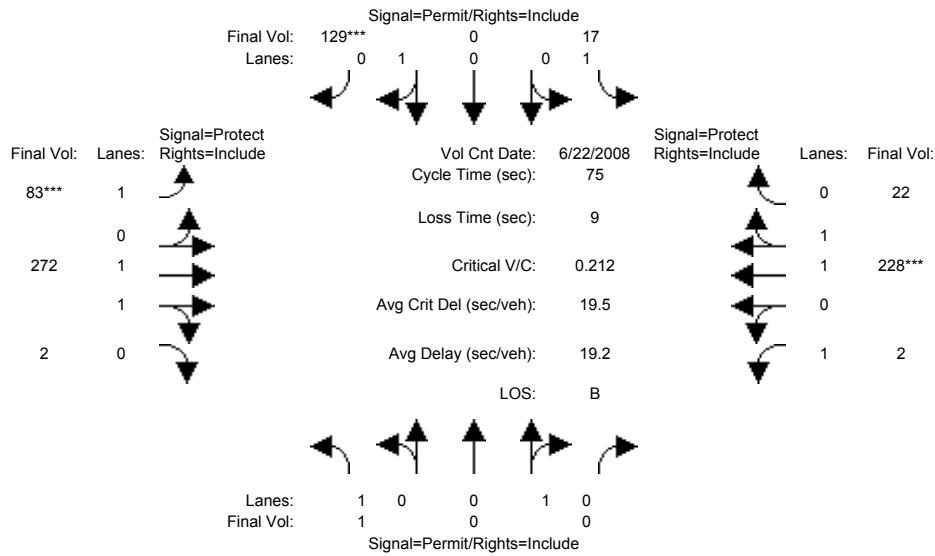 Signal=Permit/Rights=Include
Final Vol: 129*** 0 17
Lanes: 0 1 0 0 1
Signal=Protect Signal=Protect
Final Vol: Lanes: Rights=Include Vol Cnt Date: 6/22/2008 Rights=Include Lanes: Final Vol:
Cycle Time (sec): 75
83*** 1 0 22
Loss Time (sec): 9
0 1
272 1 Critical V/C: 0.212 1 228***
1 Avg Crit Del (sec/veh): 19.5 0
2 0 Avg Delay (sec/veh): 19.2 1 2
LOS: B
Lanes: 1 0 0 1 0
Final Vol: 1 0 0
Signal=Permit/Rights=Include